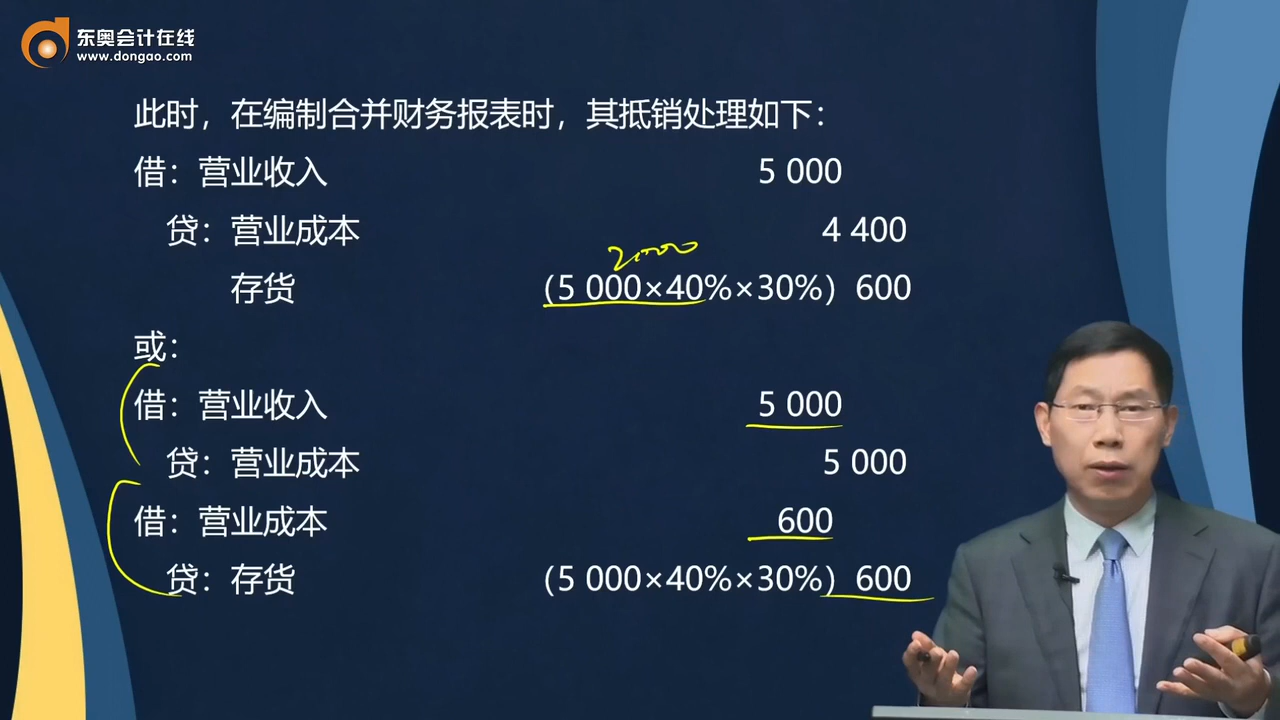 东奥会计在线
www.dongao.com
此时，在编制合并财务报表时，其抵销处理如下：
借：营业收入 5 000
贷：营业成本 4 400
2000
存货 （5 000×40%×30%） 600
或：
借：营业收入 5 000
贷：营业成本 5 000
借：营业成本 600
贷：存货 （5 000×40%×30%） 600